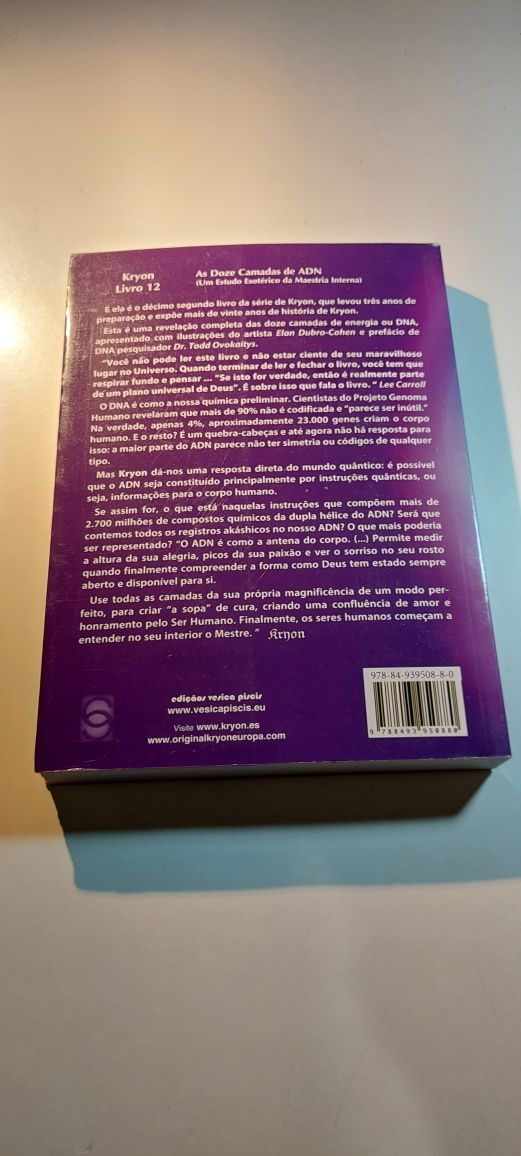 Kryon
Livro 12
As Doze Camadas de ADN
(Um Estudo Esotérico da Maestria Interna)
E ela é o décimo segundo livro da série de Kryon, que levou três anos de
preparação e expõe mais de vinte anos de história de Kryon.
Esta é uma revelação completa das doze camadas de energia ou DNA,
apresentado com ilustrações do artista Elan Dubro-Cohen e prefácio de
DNA pesquisador Dr. Todd Ovokaitys.
"Você não pode ler este livro e não estar ciente de seu maravilhoso
lugar no Universo. Quando terminar de ler e fechar o livro, você tem que
respirar fundo e pensar ... "Se isto for verdade, então é realmente parte
de um plano universal de Deus". É sobre isso que fala o livro." Lee Carroll
O DNA é como a nossa química preliminar. Cientistas do Projeto Genoma
Humano revelaram que mais de 90% não é codificada e "parece ser inútil."
Na verdade, apenas 4%, aproximadamente 23.000 genes criam o corpo
humano. E o resto? É um quebra-cabeças e até agora não há resposta para
isso: a maior parte do ADN parece não ter simetria ou códigos de qualquer
tipo.
Mas Kryon dá-nos uma resposta direta do mundo quântico: é possível
que o ADN seja constituído principalmente por instruções quânticas, ou
seja, informações para o corpo humano.
Se assim for, o que está naquelas instruções que compõem mais de
2.700 milhões de compostos químicos da dupla hélice do ADN? Será que
contemos todos os registros akáshicos no nosso ADN? O que mais poderia
ser representado? "O ADN é como a antena do corpo. (...) Permite medir
a altura da sua alegria, picos da sua paixão e ver o sorriso no seu rosto
quando finalmente compreender a forma como Deus tem estado sempre
aberto e disponível para si.
Use todas as camadas da sua própria magnificência de um modo per-
feito, para criar "a sopa" de cura, criando uma confluência de amor e
honramento pelo Ser Humano. Finalmente, os seres humanos começam a
entender no seu interior o Mestre. " Kryon
edições vesica piscis
www.vesicapiscis.eu
Visite www.kryon.es
www.originalkryoneuropa.com
978-84-939508-8-0
9 788493 950880